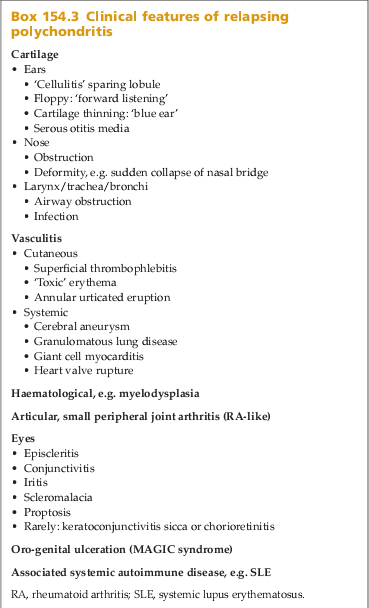 Box 154.3 Clinical features of relapsing
polychondritis
Cartilage
• Ears
• ‘Cellulitis’ sparing lobule
• Floppy: ‘forward listening’
• Cartilage thinning: ‘blue ear’
• Serous otitis media
• Nose
• Obstruction
• Deformity, e.g. sudden collapse of nasal bridge
• Larynx/trachea/bronchi
• Airway obstruction
• Infection
Vasculitis
• Cutaneous
• Superficial thrombophlebitis
• ‘Toxic’ erythema
• Annular urticated eruption
• Systemic
• Cerebral aneurysm
• Granulomatous lung disease
• Giant cell myocarditis
• Heart valve rupture
Haematological, e.g. myelodysplasia
Articular, small peripheral joint arthritis (RA-like)
Eyes
• Episcleritis
• Conjunctivitis
• Iritis
• Scleromalacia
• Proptosis
• Rarely: keratoconjunctivitis sicca or chorioretinitis
Oro-genital ulceration (MAGIC syndrome)
Associated systemic autoimmune disease, e.g. SLE
RA, rheumatoid arthritis; SLE, systemic lupus erythematosus.